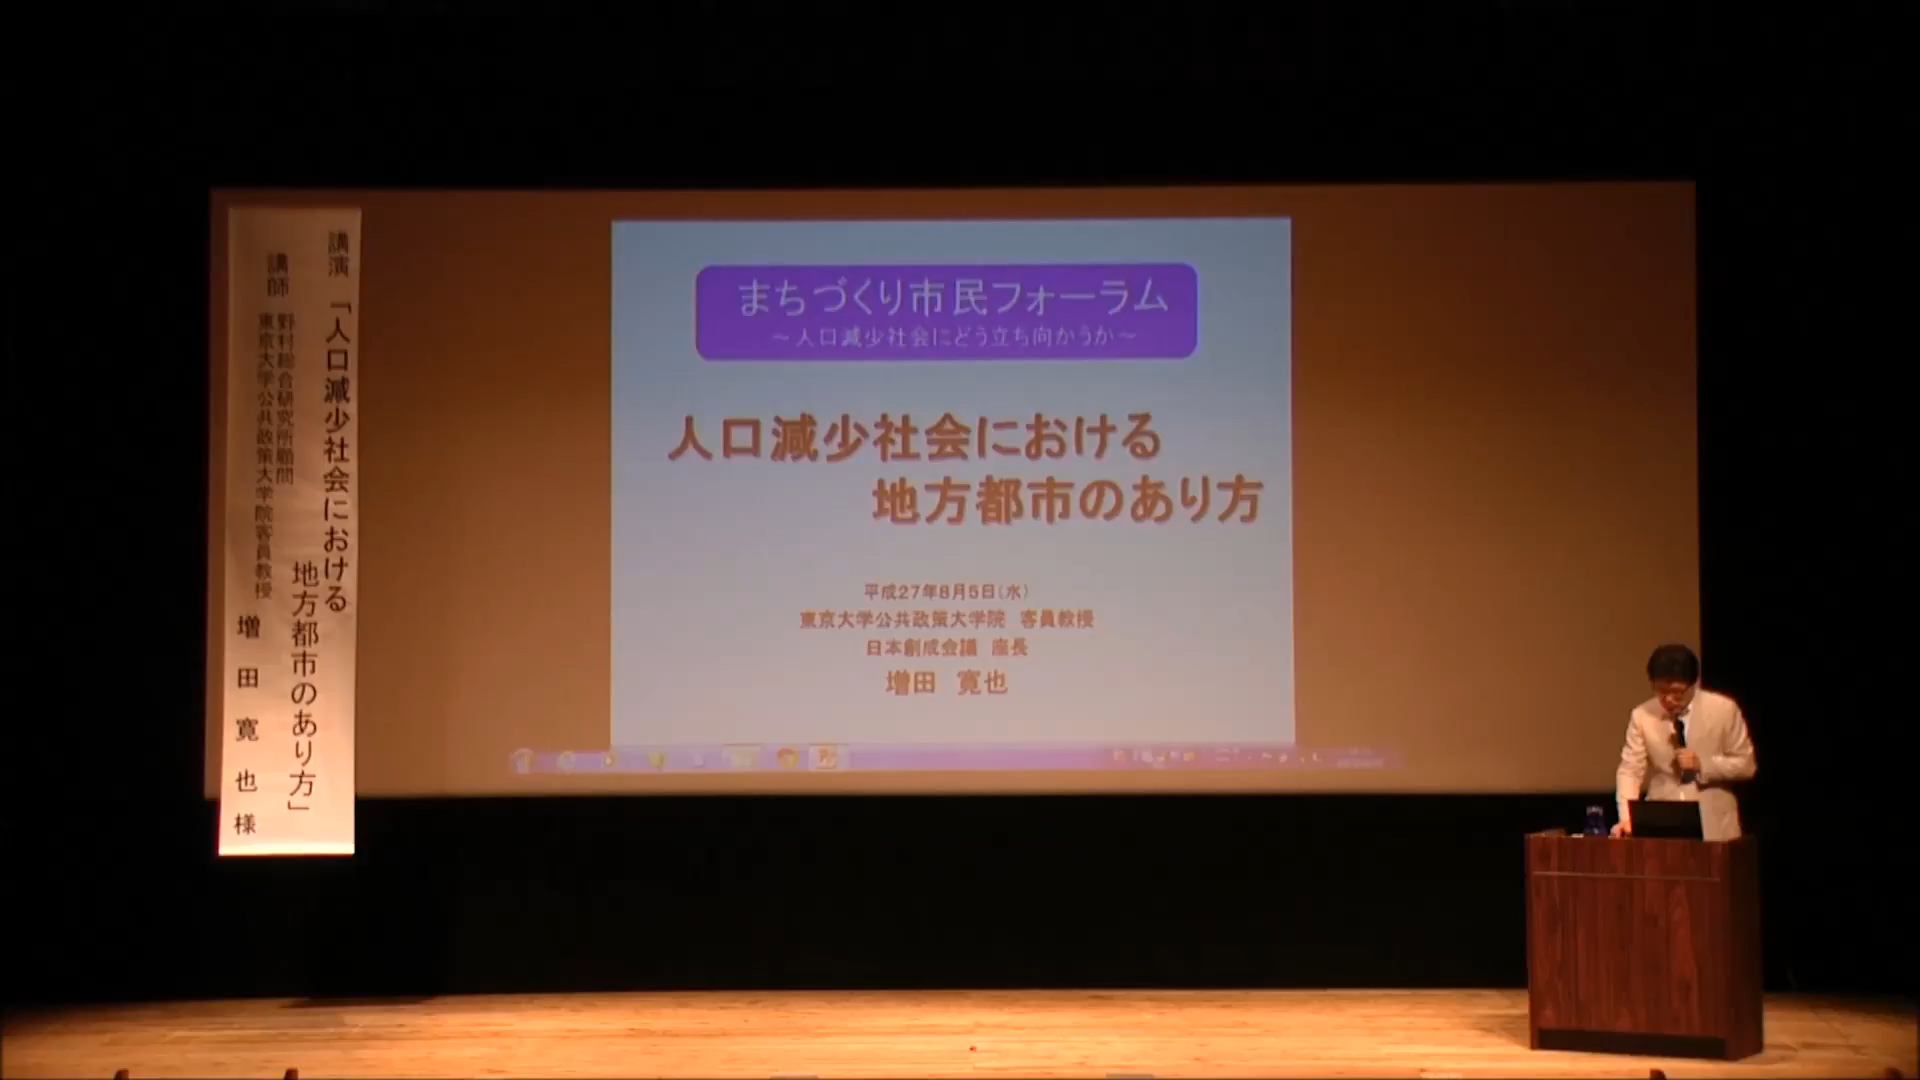 講演 「人口減少社会における
地方都市のあり方」
講師 野村総合研究所顧問
東京大学公共政策大学院客員教授
増田寛也様
まちづくり市民フォーラム
～人口減少社会にどう立ち向かうか～
人口減少社会における
地方都市のあり方
平成27年8月5日(水)
東京大学公共政策大学院 客員教授
日本創成会議 座長
増田 寛也